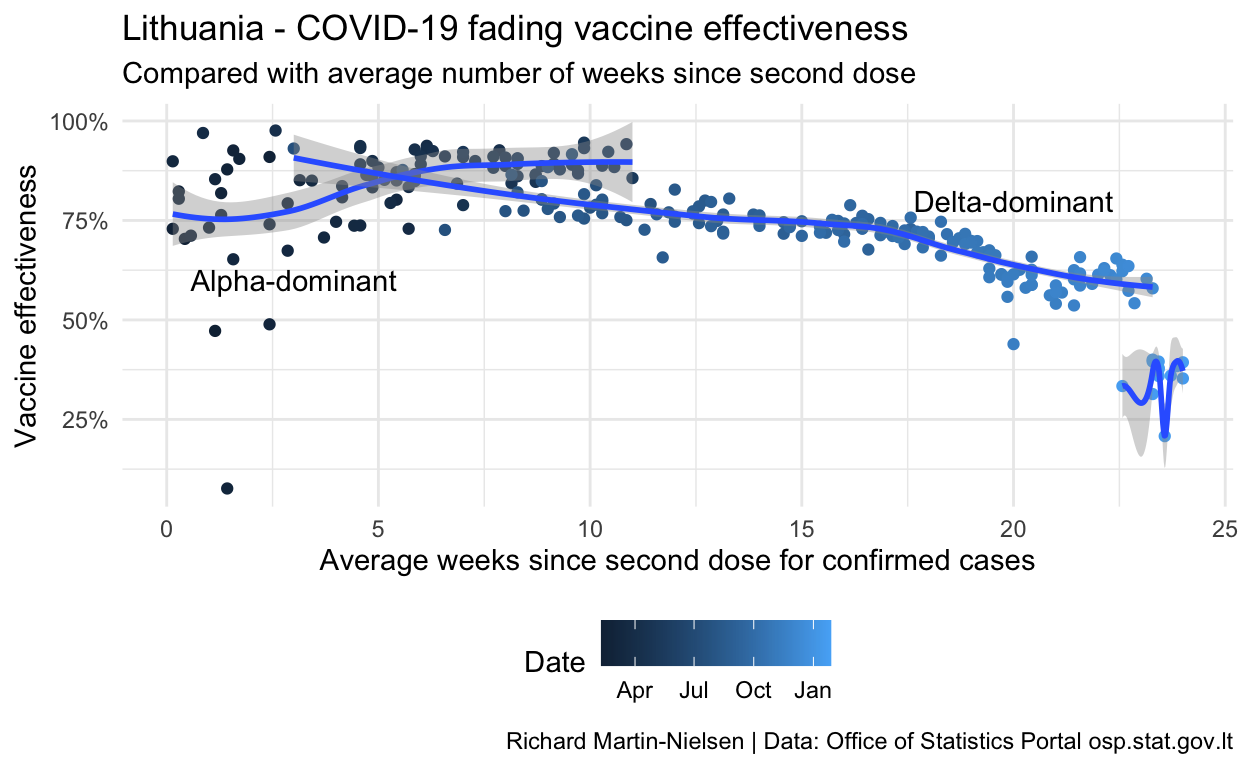 Lithuania - COVID-19 fading vaccine effectiveness
Compared with average number of weeks since second dose
Vaccine effectiveness
100%
75%
50%
25%
Delta-dominant
Alpha-dominant
0 5 10 15 20 25
Average weeks since second dose for confirmed cases
Date
Apr Jul Oct Jan
Richard Martin-Nielsen | Data: Office of Statistics Portal osp.stat.gov.lt